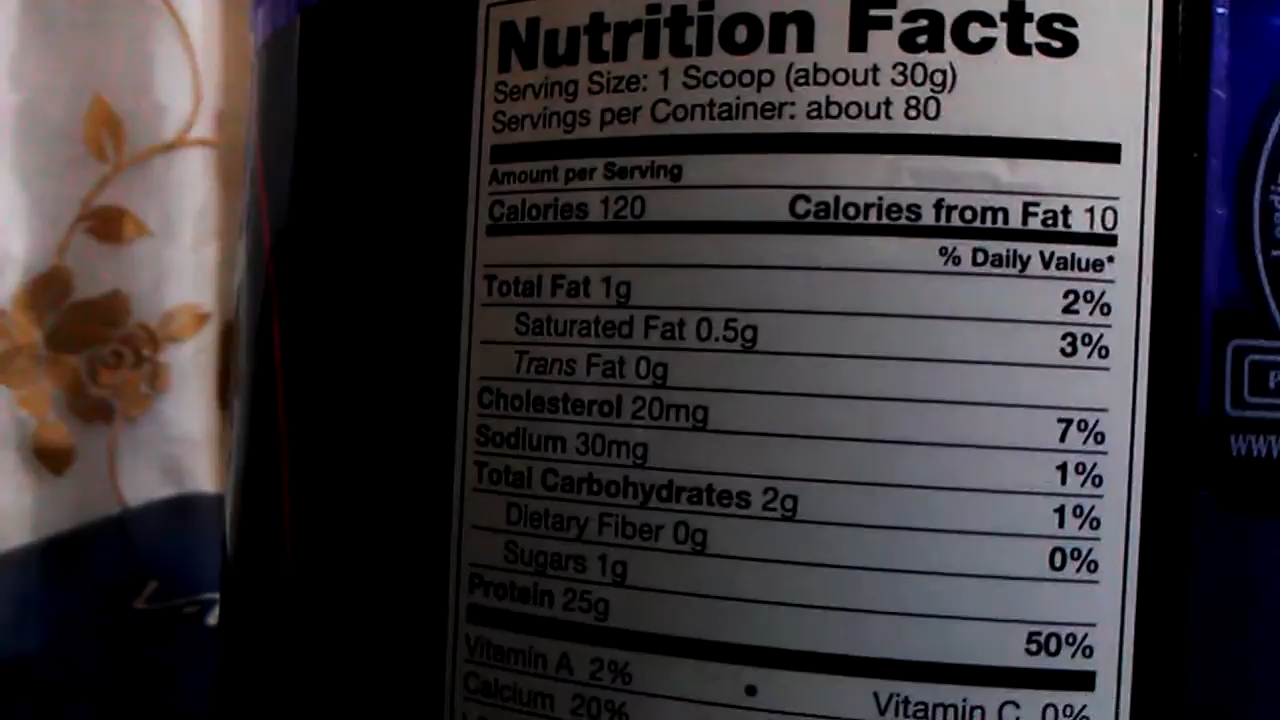 Nutrition Facts
Serving Size: 1 Scoop (about 30g)
Servings per Container: about 80
Amount per Serving
Calories 120 Calories from Fat 10
% Daily Value*
Total Fat 1g 2%
Saturated Fat 0.5g 3%
Trans Fat 0g
Cholesterol 20mg 7%
Sodium 30mg 1%
Total Carbohydrates 2g 1%
Dietary Fiber 0g 0%
Sugars 1g
Protein 25g 50%
Vitamin A 2% • Vitamin C 0%
Calcium 20%
WWW